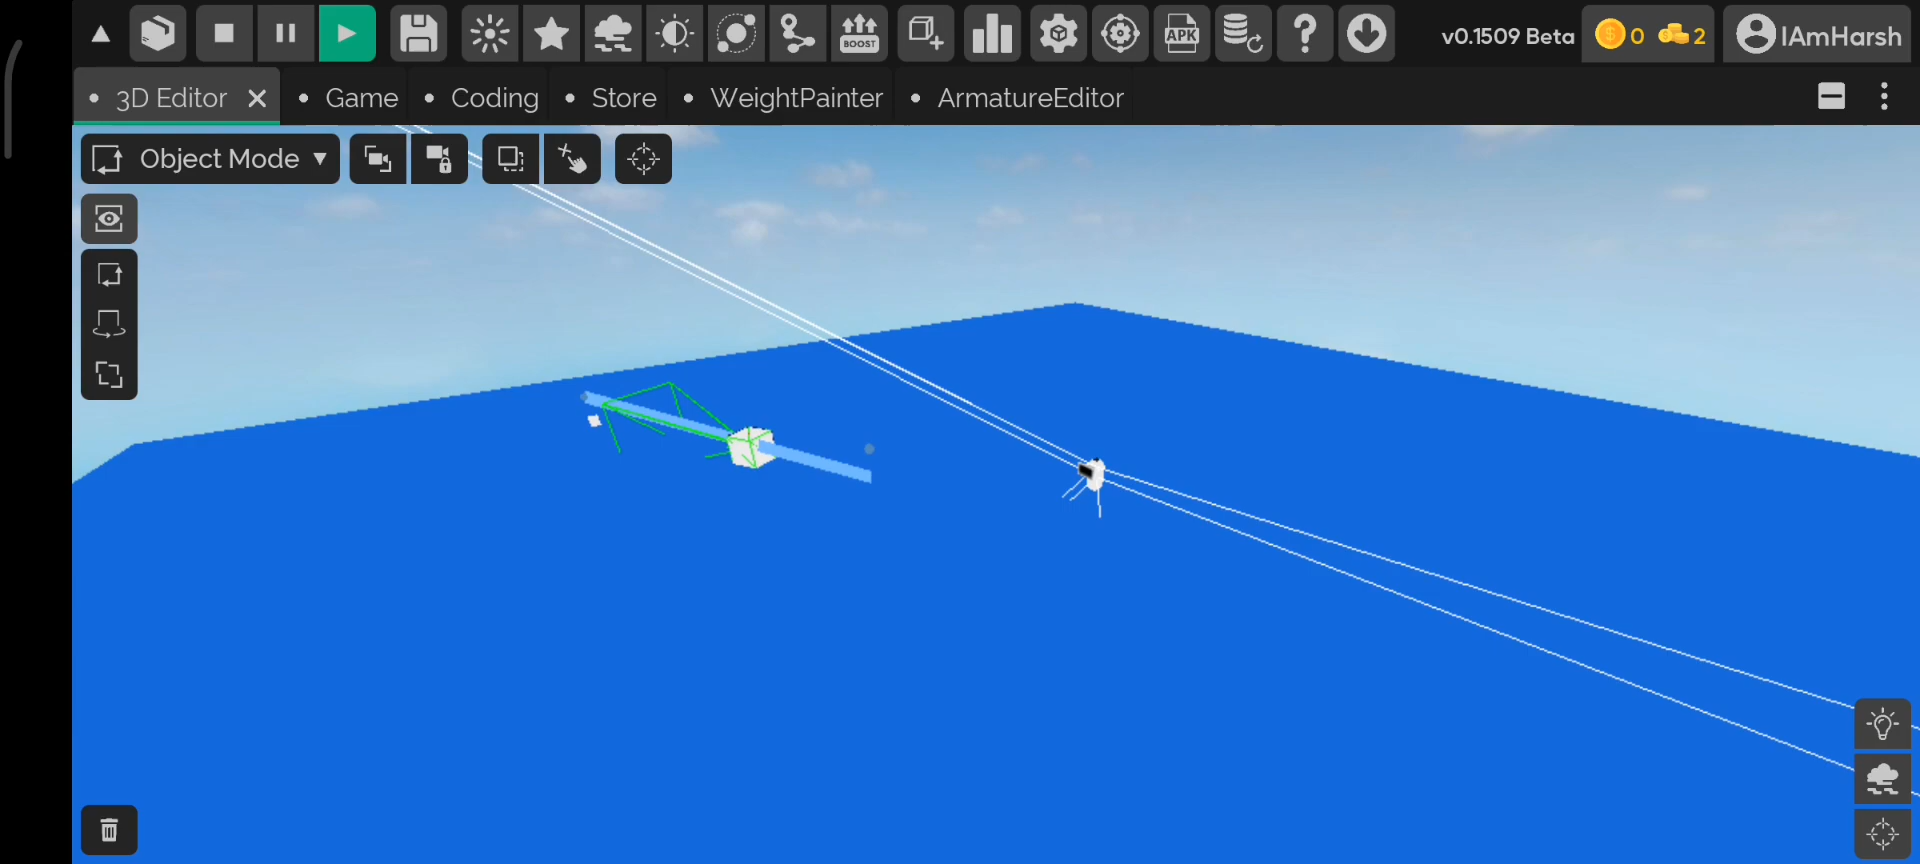 BOOST
APK
v0.1509 Beta
0
2
IAmHarsh
3D Editor
Game
Coding
Store
WeightPainter
ArmatureEditor
Object Mode